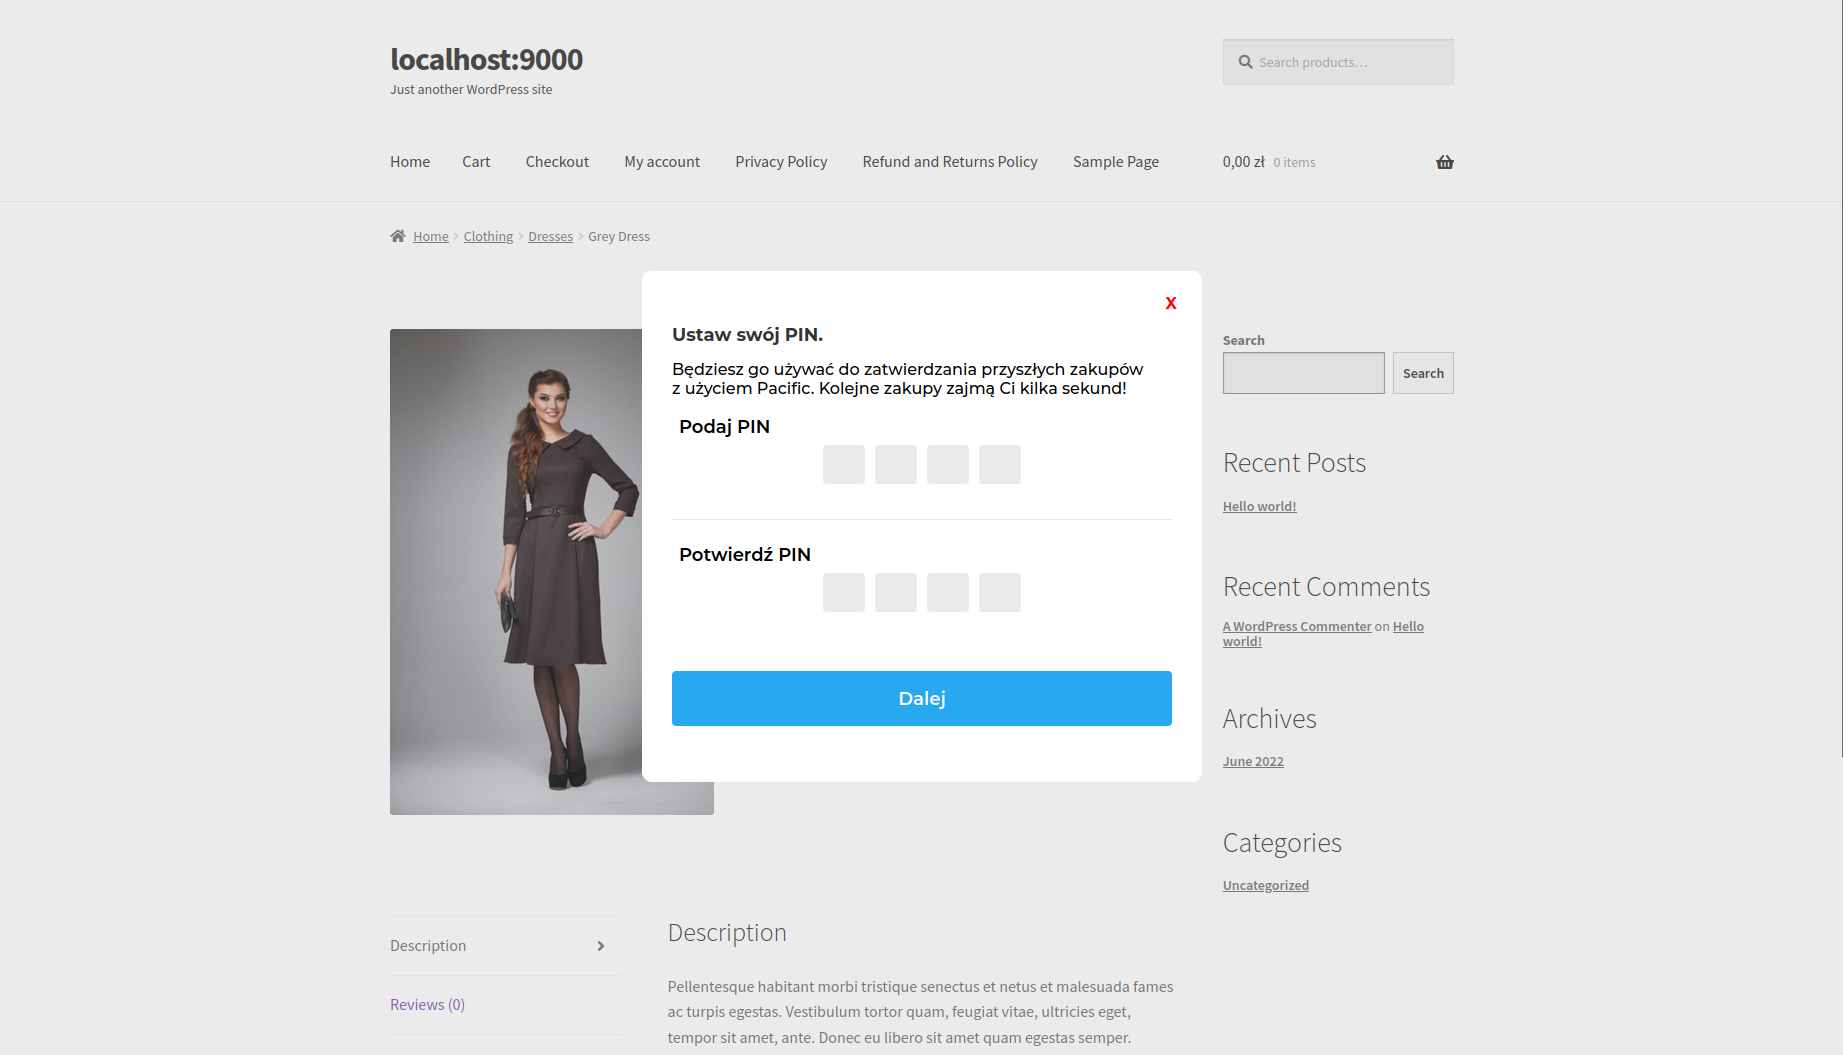 localhost:9000
Just another WordPress site
Search products…
Home Cart Checkout My account Privacy Policy Refund and Returns Policy Sample Page 0,00 zł 0 items
Home Clothing Dresses Grey Dress
X
Ustaw swój PIN.
Będziesz go używać do zatwierdzania przyszłych zakupów
z użyciem Pacific. Kolejne zakupy zajmą Ci kilka sekund!
Podaj PIN
Potwierdź PIN
Dalej
Search
Search
Recent Posts
Hello world!
Recent Comments
A WordPress Commenter on Hello
world!
Archives
June 2022
Categories
Uncategorized
Description
Reviews (0)
Description
Pellentesque habitant morbi tristique senectus et netus et malesuada fames
ac turpis egestas. Vestibulum tortor quam, feugiat vitae, ultricies eget,
tempor sit amet, ante. Donec eu libero sit amet quam egestas semper.